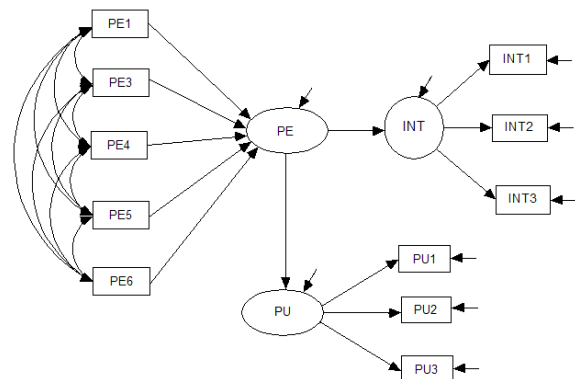 PE1
PE3
PE4
PE5
PE6
PE
INT
INT1
INT2
INT3
PU
PU1
PU2
PU3